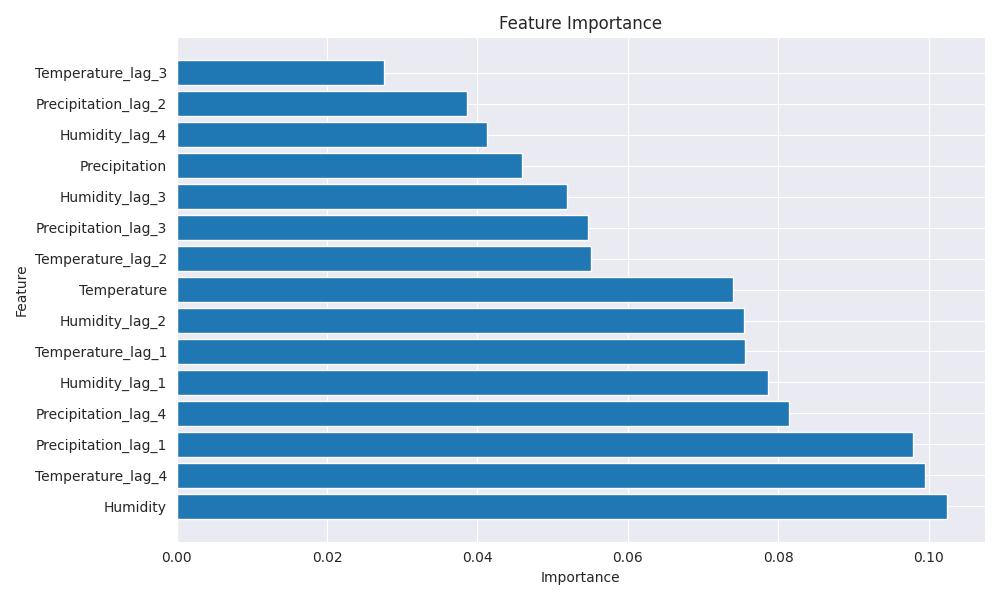 Feature Importance
Temperature_lag_3
Precipitation_lag_2
Humidity_lag_4
Precipitation
Humidity_lag_3
Precipitation_lag_3
Temperature_lag_2
Temperature
Humidity_lag_2
Temperature_lag_1
Humidity_lag_1
Precipitation_lag_4
Precipitation_lag_1
Temperature_lag_4
Humidity
Feature
0.00 0.02 0.04 0.06 0.08 0.10
Importance